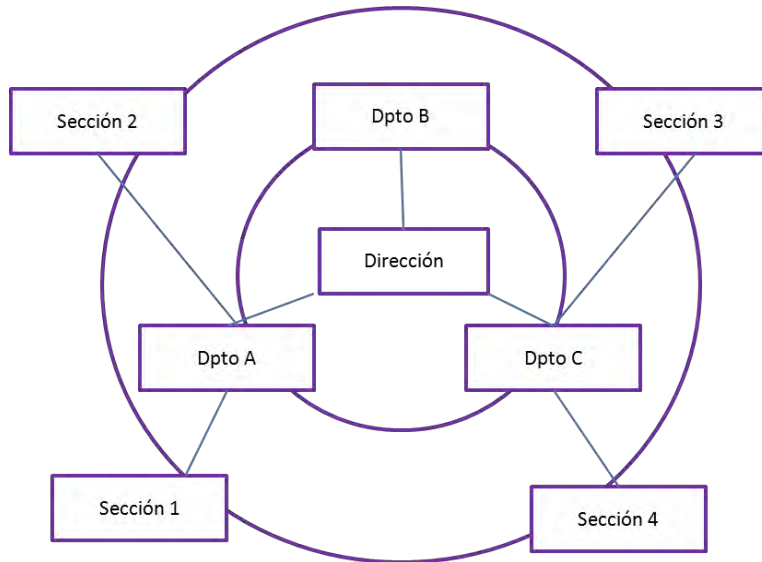 Sección 2
Dpto B
Sección 3
Dirección
Dpto A
Dpto C
Sección 1
Sección 4